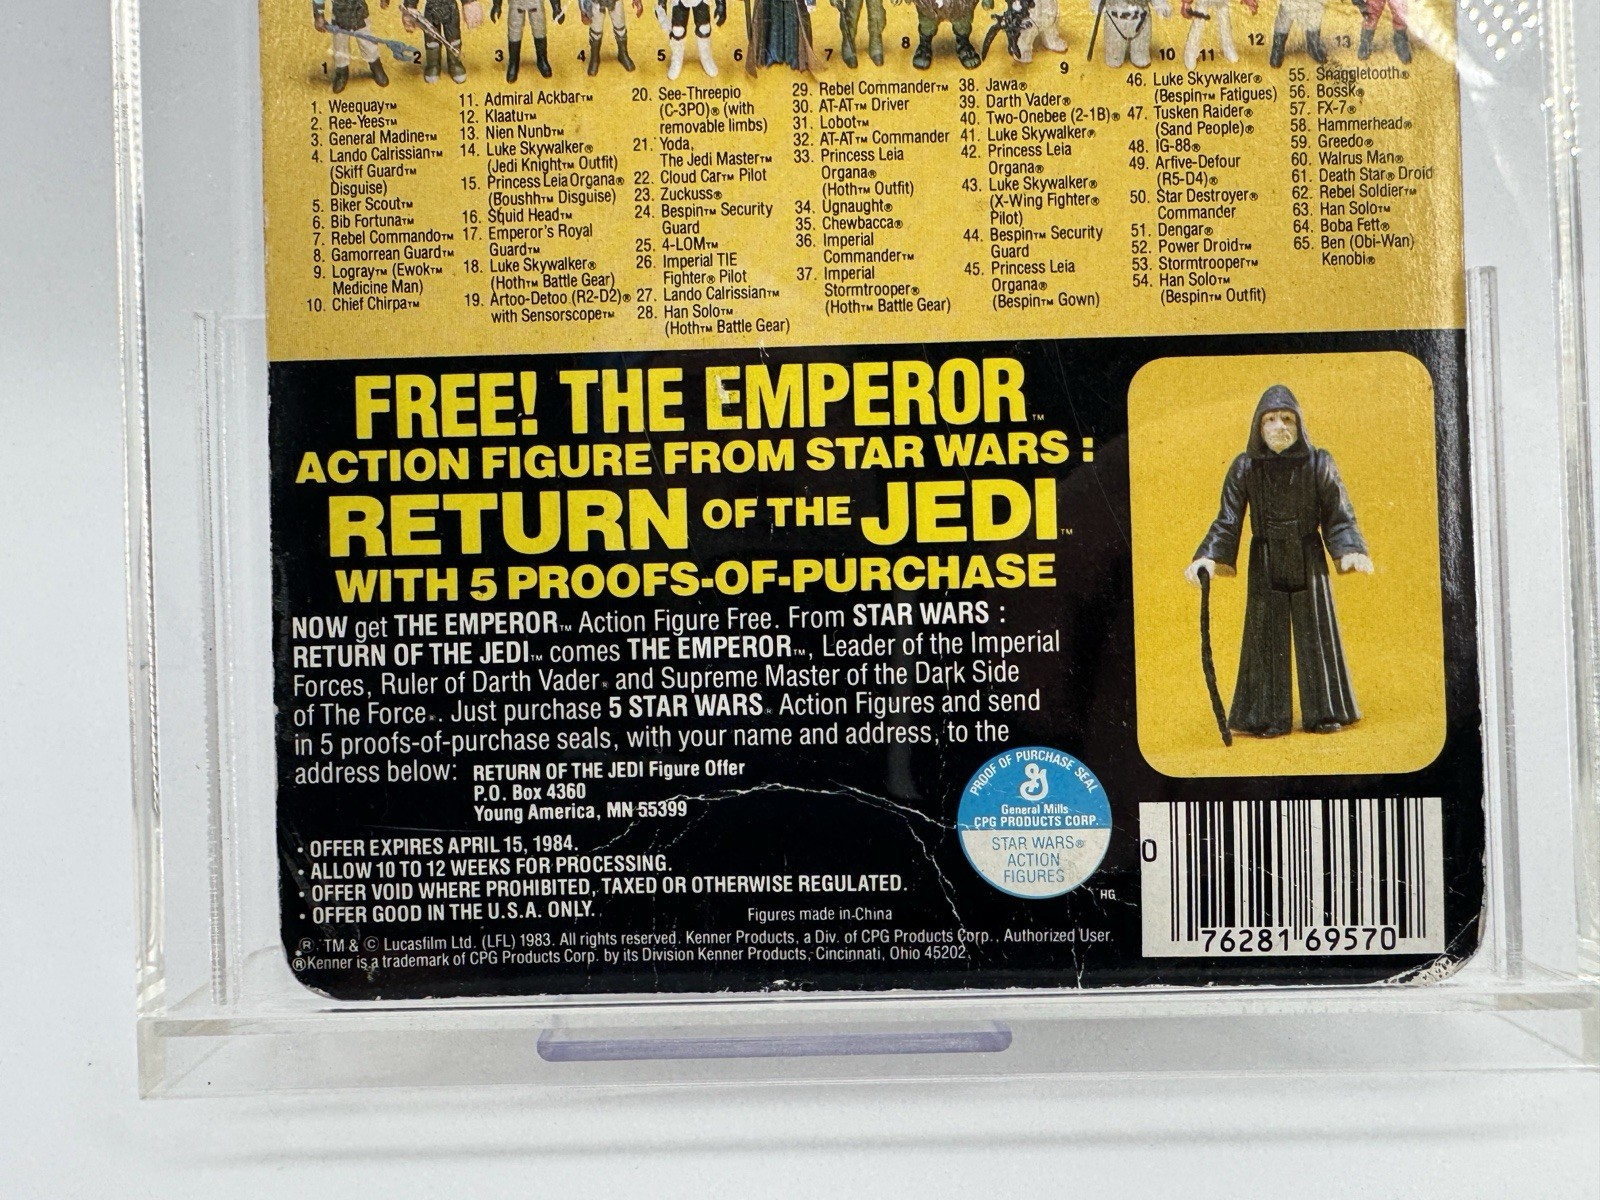 1 2 3 4 5 6 7 8 9 10 11 12 13
1. Weequay™
2. Ree-Yees™
3. General Madine™
4. Lando Calrissian™
(Skiff Guard™
Disguise)
5. Biker Scout™
6. Bib Fortuna™
7. Rebel Commando™
8. Gamorrean Guard™
9. Logray™ (Ewok™
Medicine Man)
10. Chief Chirpa™
11. Admiral Ackbar™
12. Klaatu™
13. Nien Nunb™
14. Luke Skywalker®
(Jedi Knight™ Outfit)
15. Princess Leia Organa®
(Boushh™ Disguise)
16. Squid Head™
17. Emperor's Royal
Guard™
18. Luke Skywalker®
(Hoth™ Battle Gear)
19. Artoo-Detoo (R2-D2)®
with Sensorscope™
20. See-Threepio
(C-3PO)® (with
removable limbs)
21. Yoda,
The Jedi Master™
22. Cloud Car™ Pilot
23. Zuckuss®
24. Bespin™ Security
Guard
25. 4-LOM™
26. Imperial TIE
Fighter® Pilot
27. Lando Calrissian™
28. Han Solo™
(Hoth™ Battle Gear)
29. Rebel Commander™
30. AT-AT™ Driver
31. Lobot™
32. AT-AT™ Commander
33. Princess Leia
Organa®
(Hoth™ Outfit)
34. Ugnaught®
35. Chewbacca®
36. Imperial
Commander™
37. Imperial
Stormtrooper®
(Hoth™ Battle Gear)
38. Jawa®
39. Darth Vader®
40. Two-Onebee (2-1B)®
41. Luke Skywalker®
42. Princess Leia
Organa®
43. Luke Skywalker®
(X-Wing Fighter®
Pilot)
44. Bespin™ Security
Guard
45. Princess Leia
Organa®
(Bespin™ Gown)
46. Luke Skywalker®
(Bespin™ Fatigues)
47. Tusken Raider®
(Sand People)®
48. IG-88®
49. Arfive-Defour
(R5-D4)®
50. Star Destroyer®
Commander
51. Dengar®
52. Power Droid™
53. Stormtrooper™
54. Han Solo™
(Bespin™ Outfit)
55. Snaggletooth®
56. Bossk®
57. FX-7®
58. Hammerhead®
59. Greedo®
60. Walrus Man®
61. Death Star® Droid
62. Rebel Soldier™
63. Han Solo™
64. Boba Fett®
65. Ben (Obi-Wan)
Kenobi®
FREE! THE EMPEROR™
ACTION FIGURE FROM STAR WARS :
RETURN OF THE JEDI™
WITH 5 PROOFS-OF-PURCHASE
NOW get THE EMPEROR™ Action Figure Free. From STAR WARS :
RETURN OF THE JEDI™ comes THE EMPEROR™, Leader of the Imperial
Forces, Ruler of Darth Vader® and Supreme Master of the Dark Side
of The Force®. Just purchase 5 STAR WARS® Action Figures and send
in 5 proofs-of-purchase seals, with your name and address, to the
address below: RETURN OF THE JEDI Figure Offer
P.O. Box 4360
Young America, MN 55399
• OFFER EXPIRES APRIL 15, 1984.
• ALLOW 10 TO 12 WEEKS FOR PROCESSING.
• OFFER VOID WHERE PROHIBITED, TAXED OR OTHERWISE REGULATED.
• OFFER GOOD IN THE U.S.A. ONLY.
Figures made in China
®, TM & © Lucasfilm Ltd. (LFL) 1983. All rights reserved. Kenner Products, a Div. of CPG Products Corp., Authorized User.
®Kenner is a trademark of CPG Products Corp. by its Division Kenner Products, Cincinnati, Ohio 45202.
PROOF OF PURCHASE SEAL
G
General Mills
CPG PRODUCTS CORP.
STAR WARS®
ACTION
FIGURES
HG
0 76281 69570